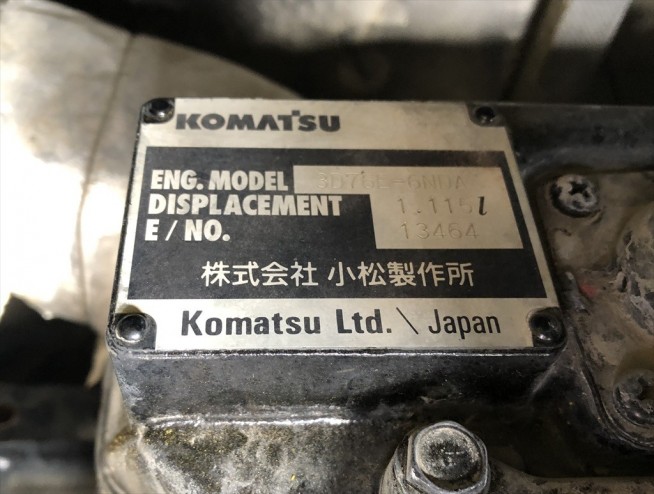 KOMATSU
ENG. MODEL
DISPLACEMENT 1.115 l
E / NO. 13464
株式会社 小松製作所
Komatsu Ltd. \ Japan